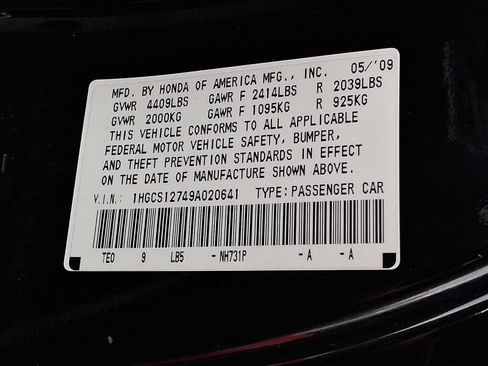 MFD. BY HONDA OF AMERICA MFG., INC. 05/'09
GVWR 4409LBS GAWR F 2414LBS R 2039LBS
GVWR 2000KG GAWR F 1095KG R 925KG
THIS VEHICLE CONFORMS TO ALL APPLICABLE
FEDERAL MOTOR VEHICLE SAFETY, BUMPER,
AND THEFT PREVENTION STANDARDS IN EFFECT
ON THE DATE OF MANUFACTURE SHOWN ABOVE.
V.I.N.: 1HGCS12749A020641 TYPE:PASSENGER CAR
TE0 9 LB5 - NH731P - A - A